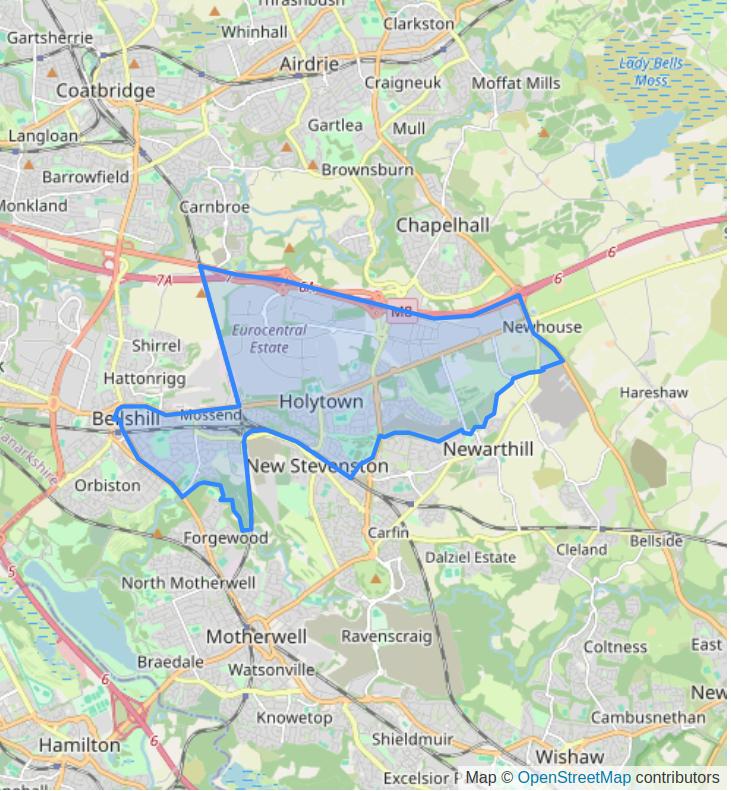 Thrashbush
Clarkston
Gartsherrie
Whinhall
Airdrie
Lady Bells
Moss
Coatbridge
Craigneuk
Moffat Mills
Gartlea
Mull
Langloan
Brownsburn
Barrowfield
Monkland
Carnbroe
Chapelhall
6
6
7A
7
6A
M8
Eurocentral
Estate
Newhouse
Shirrel
Hattonrigg
Hareshaw
Holytown
Mossend
Bellshill
Newarthill
New Stevenston
Orbiston
Carfin
Forgewood
Bellside
Cleland
Dalziel Estate
5
North Motherwell
Motherwell
Ravenscraig
Coltness
East
Braedale
Watsonville
6
New
Knowetop
Cambusnethan
Shieldmuir
6
Hamilton
Wishaw
Excelsior P
Map © OpenStreetMap contributors